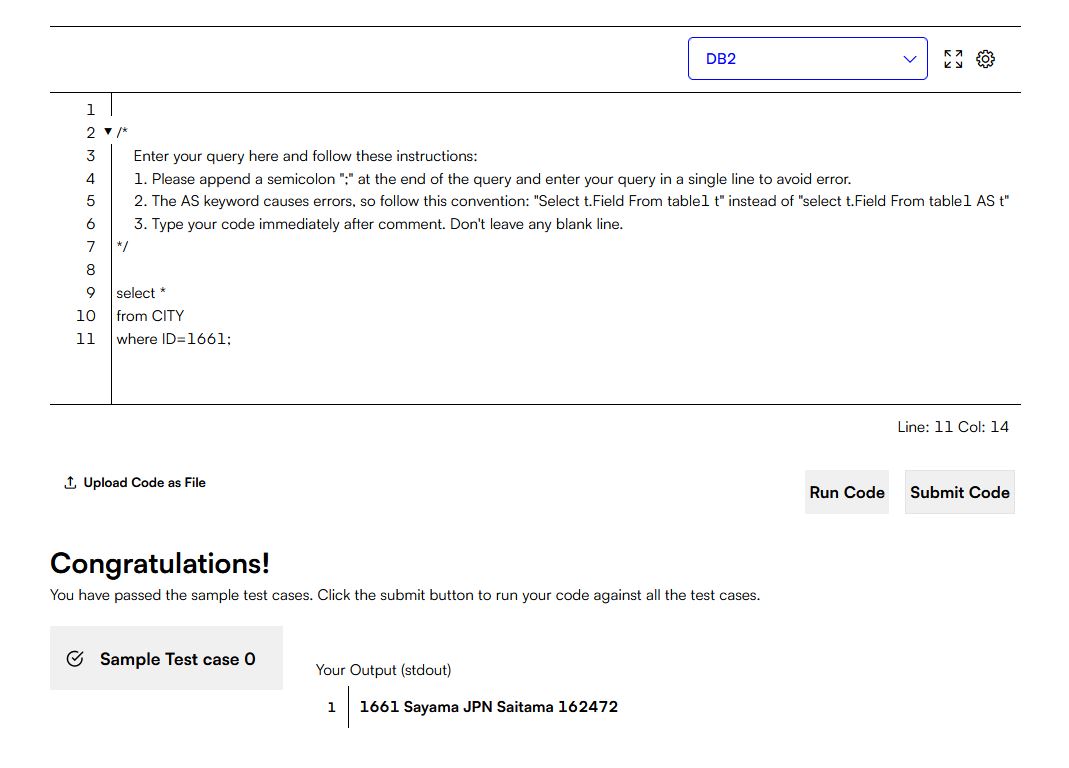 DB2
1
2 /*
3 Enter your query here and follow these instructions:
4 1. Please append a semicolon ";" at the end of the query and enter your query in a single line to avoid error.
5 2. The AS keyword causes errors, so follow this convention: "Select t.Field From table1 t" instead of "select t.Field From table1 AS t"
6 3. Type your code immediately after comment. Don't leave any blank line.
7 */
8
9 select *
10 from CITY
11 where ID=1661;
Line: 11 Col: 14
Upload Code as File
Run Code Submit Code
Congratulations!
You have passed the sample test cases. Click the submit button to run your code against all the test cases.
Sample Test case 0
Your Output (stdout)
1 1661 Sayama JPN Saitama 162472